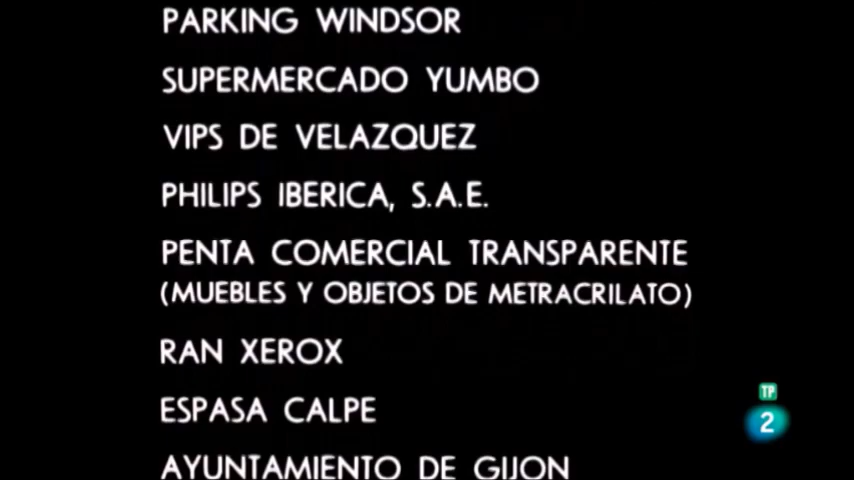 PARKING WINDSOR
SUPERMERCADO YUMBO
VIPS DE VELAZQUEZ
PHILIPS IBERICA, S.A.E.
PENTA COMERCIAL TRANSPARENTE
(MUEBLES Y OBJETOS DE METRACRILATO)
RAN XEROX
ESPASA CALPE
TP
2
AYUNTAMIENTO DE GIJON